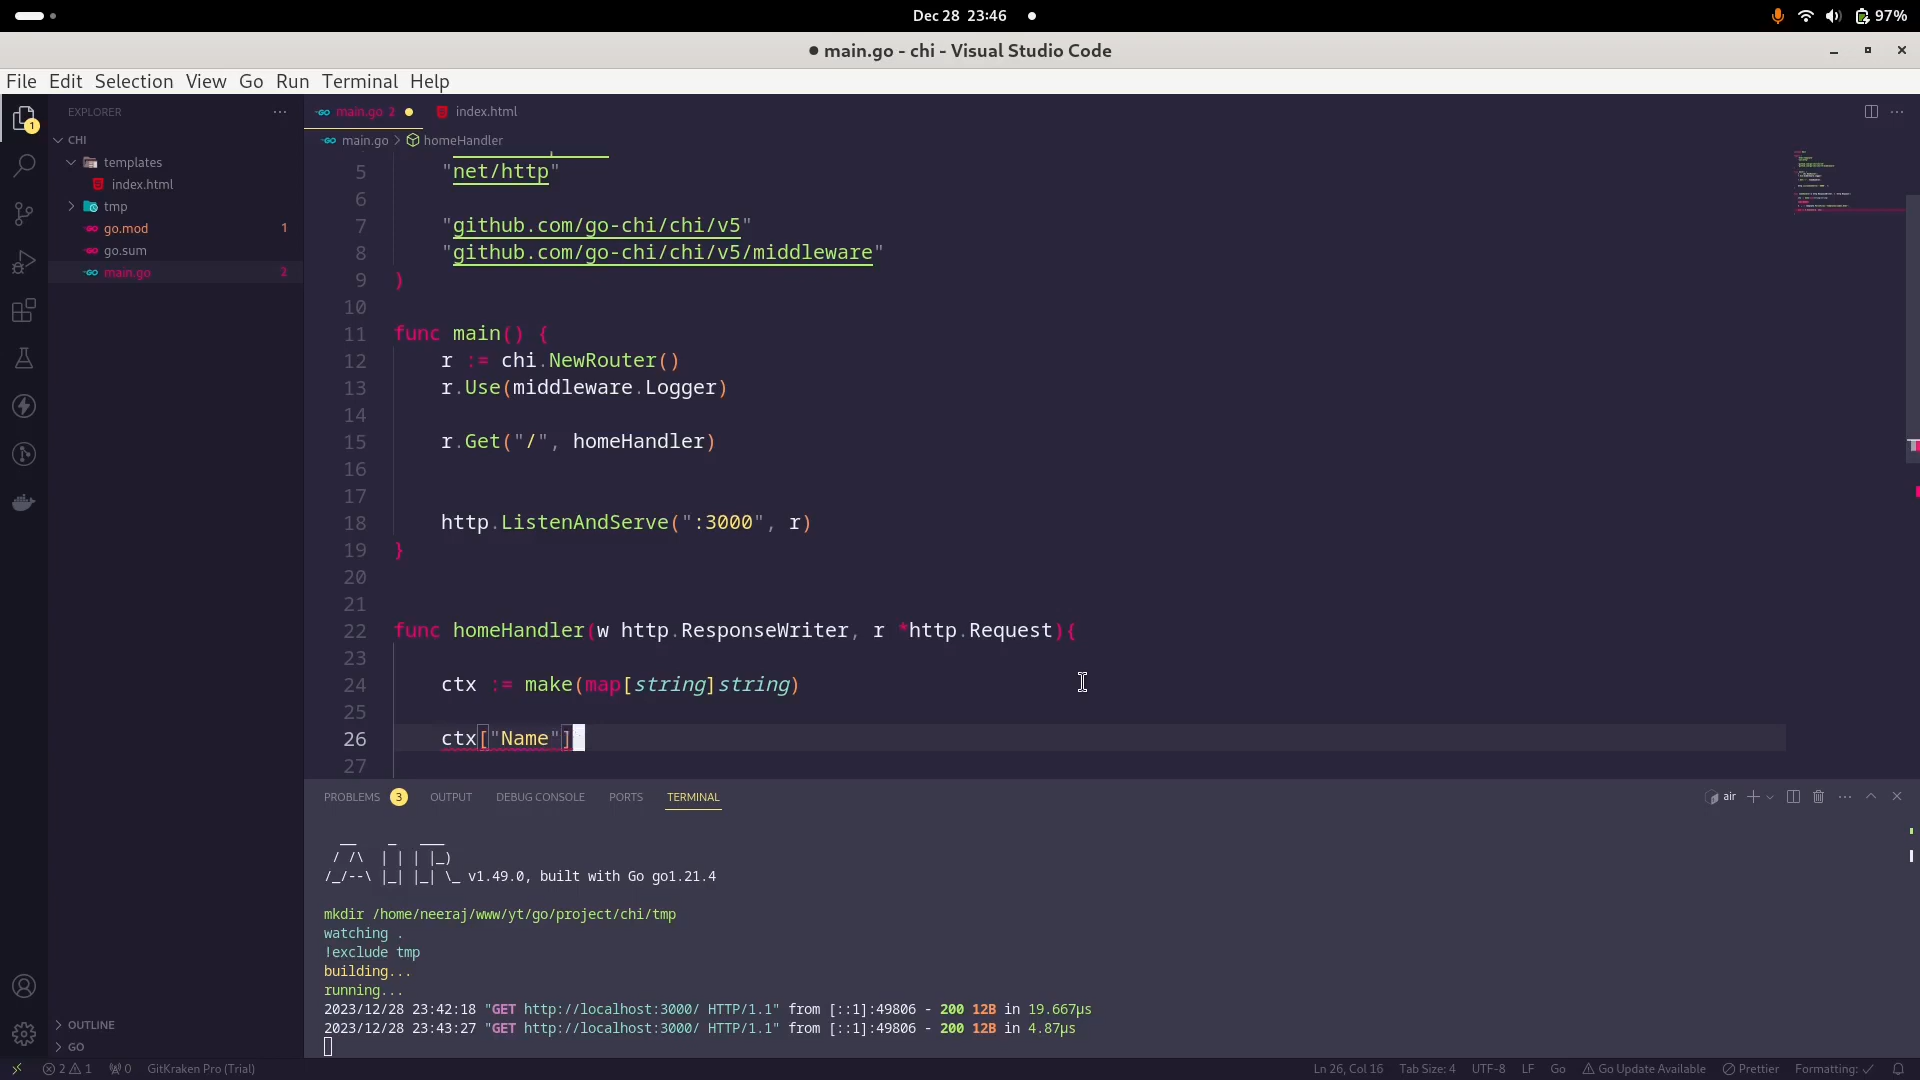 Dec 28 23:46
97%
● main.go - chi - Visual Studio Code
File Edit Selection View Go Run Terminal Help
1
EXPLORER
CHI
templates
index.html
tmp
go.mod 1
go.sum
main.go 2
OUTLINE
GO
main.go 2 ● index.html
main.go > homeHandler
5 "net/http"
6
7 "github.com/go-chi/chi/v5"
8 "github.com/go-chi/chi/v5/middleware"
9 )
10
11 func main() {
12 r := chi.NewRouter()
13 r.Use(middleware.Logger)
14
15 r.Get("/", homeHandler)
16
17
18 http.ListenAndServe(":3000", r)
19 }
20
21
22 func homeHandler(w http.ResponseWriter, r *http.Request){
23
24 ctx := make(map[string]string)
25
26 ctx["Name"]
27
PROBLEMS 3 OUTPUT DEBUG CONSOLE PORTS TERMINAL
air
__    _   ___
/ /\  | | | |_)
/_/--\ |_| |_| \_ v1.49.0, built with Go go1.21.4
mkdir /home/neeraj/www/yt/go/project/chi/tmp
watching .
!exclude tmp
building...
running...
2023/12/28 23:42:18 "GET http://localhost:3000/ HTTP/1.1" from [::1]:49806 - 200 12B in 19.667µs
2023/12/28 23:43:27 "GET http://localhost:3000/ HTTP/1.1" from [::1]:49806 - 200 12B in 4.87µs
2 1 0 GitKraken Pro (Trial) Ln 26, Col 16 Tab Size: 4 UTF-8 LF Go Go Update Available Prettier Formatting: ✓